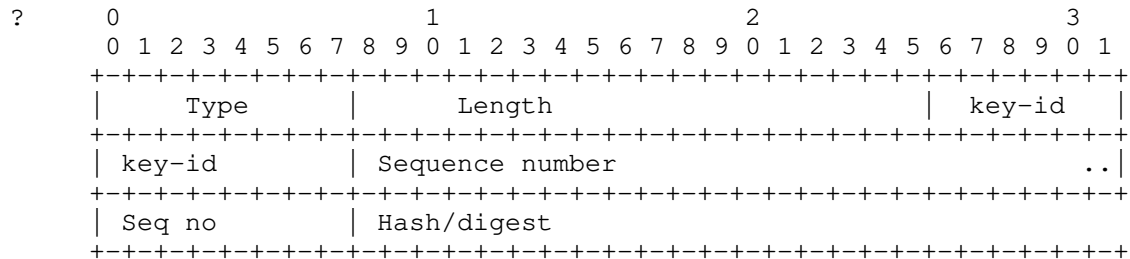 ? 0 1 2 3
0 1 2 3 4 5 6 7 8 9 0 1 2 3 4 5 6 7 8 9 0 1 2 3 4 5 6 7 8 9 0 1
+-+-+-+-+-+-+-+-+-+-+-+-+-+-+-+-+-+-+-+-+-+-+-+-+-+-+-+-+-+-+-+-+
| Type | Length | key-id |
+-+-+-+-+-+-+-+-+-+-+-+-+-+-+-+-+-+-+-+-+-+-+-+-+-+-+-+-+-+-+-+-+
| key-id | Sequence number ..|
+-+-+-+-+-+-+-+-+-+-+-+-+-+-+-+-+-+-+-+-+-+-+-+-+-+-+-+-+-+-+-+-+
| Seq no | Hash/digest
+-+-+-+-+-+-+-+-+-+-+-+-+-+-+-+-+-+-+-+-+-+-+-+-+-+-+-+-+-+-+-+-+